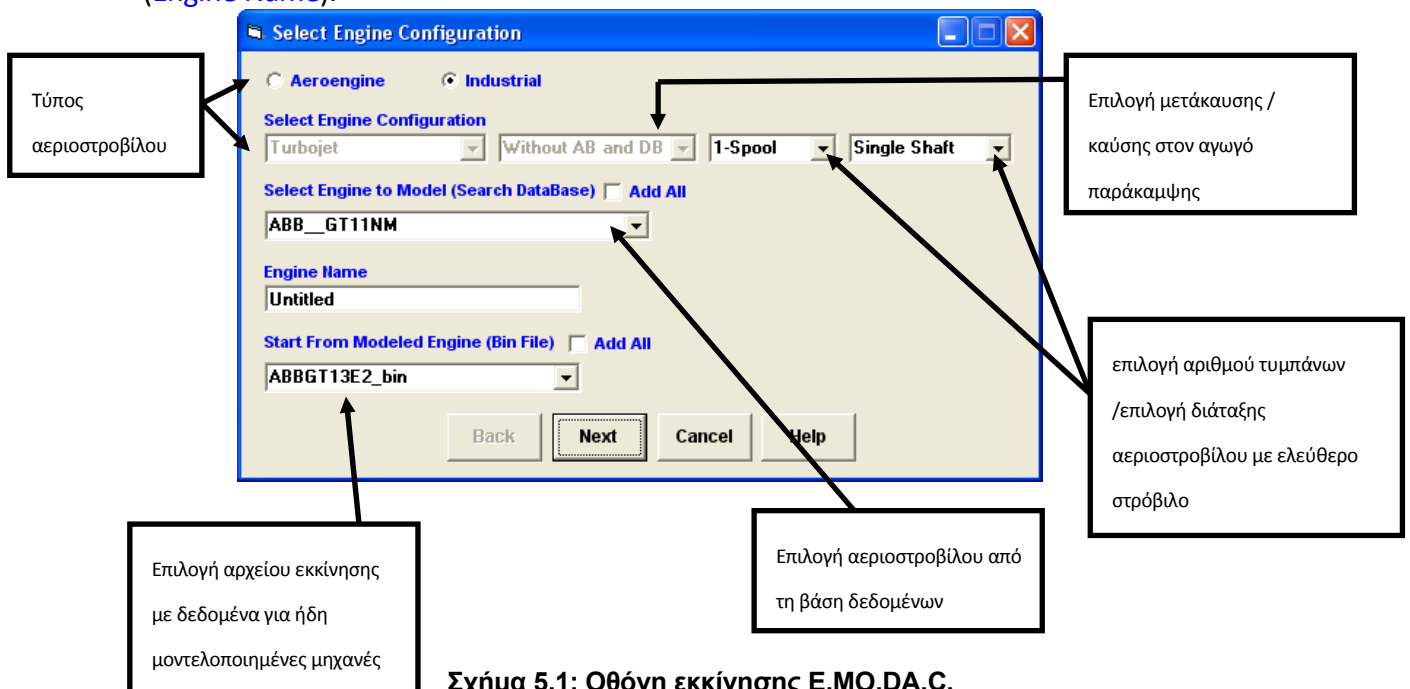 (Engine Name).
Select Engine Configuration
Τύπος
αεριοστροβίλου
Aeroengine Industrial
Select Engine Configuration
Turbojet Without AB and DB 1-Spool Single Shaft
Select Engine to Model (Search DataBase) Add All
ABB__GT11NM
Engine Name
Untitled
Start From Modeled Engine (Bin File) Add All
ABBGT13E2_bin
Back Next Cancel Help
Επιλογή μετάκαυσης /
καύσης στον αγωγό
παράκαμψης
επιλογή αριθμού τυμπάνων
/επιλογή διάταξης
αεριοστροβίλου με ελεύθερο
στρόβιλο
Επιλογή αεριοστροβίλου από
τη βάση δεδομένων
Επιλογή αρχείου εκκίνησης
με δεδομένα για ήδη
μοντελοποιημένες μηχανές
Σχήμα 5.1: Οθόνη εκκίνησης E.MO.DA.C.